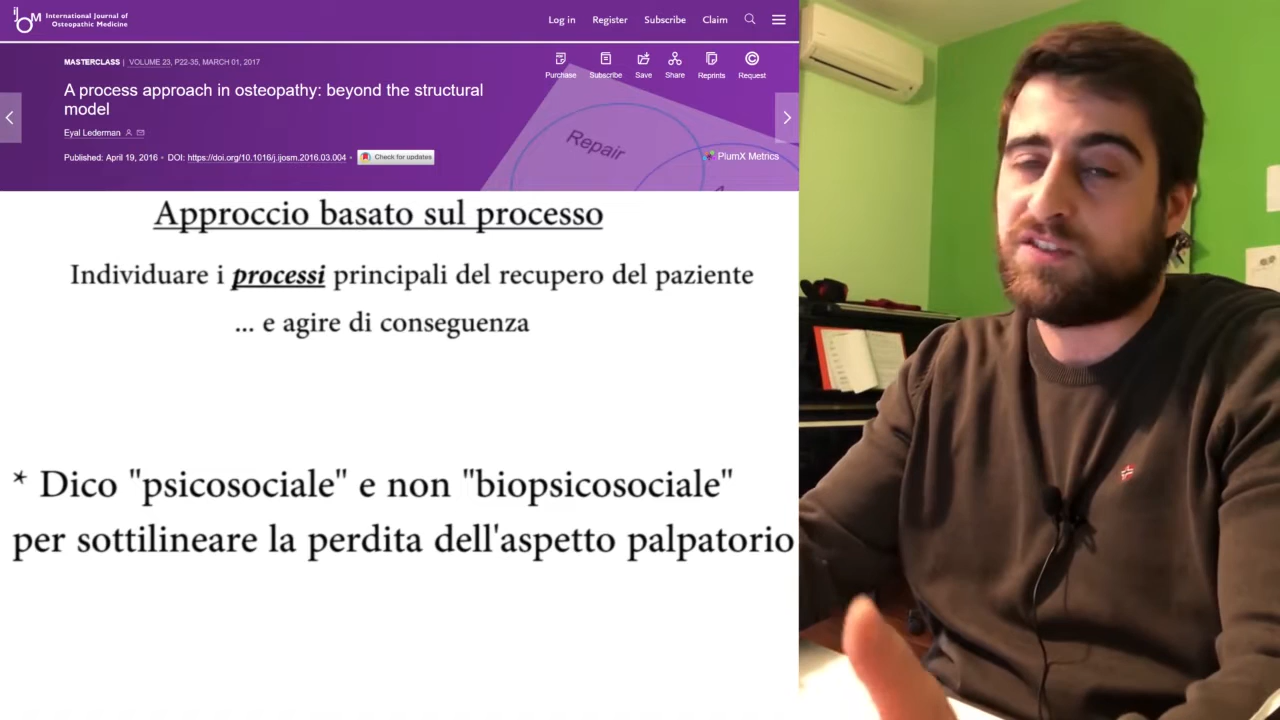 International Journal of
Osteopathic Medicine
Log in
Register
Subscribe
Claim
MASTERCLASS | VOLUME 23, P22-35, MARCH 01, 2017
Purchase
Subscribe
Save
Share
Reprints
Request
A process approach in osteopathy: beyond the structural
model
Eyal Lederman
Published: April 19, 2016 • DOI: https://doi.org/10.1016/j.ijosm.2016.03.004 •
Check for updates
PlumX Metrics
Repair
Approccio basato sul processo
Individuare i processi principali del recupero del paziente
... e agire di conseguenza
* Dico "psicosociale" e non "biopsicosociale"
per sottilineare la perdita dell'aspetto palpatorio